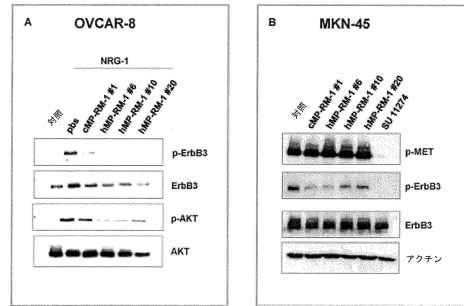 A OVCAR-8
NRG-1
対照
pbs
cMP-RM-1 #1
hMP-RM-1 #6
hMP-RM-1 #10
hMP-RM-1 #20
p-ErbB3
ErbB3
p-AKT
AKT
B MKN-45
対照
cMP-RM-1 #1
hMP-RM-1 #6
hMP-RM-1 #10
hMP-RM-1 #20
SU 11274
p-MET
p-ErbB3
ErbB3
アクチン